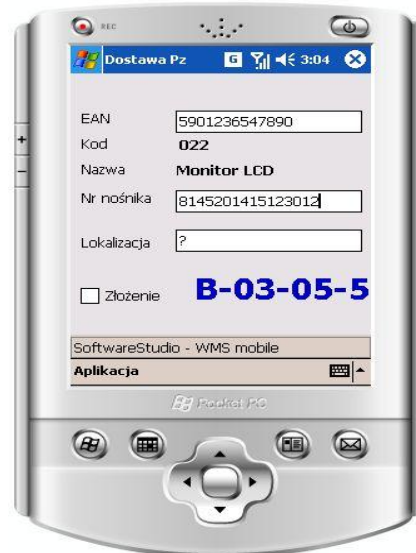 REC
Dostawa Pz G 3:04
EAN 5901236547890
Kod 022
Nazwa Monitor LCD
Nr nośnika 8145201415123012
Lokalizacja ?
Złożenie B-03-05-5
SoftwareStudio - WMS mobile
Aplikacja
Pocket PC